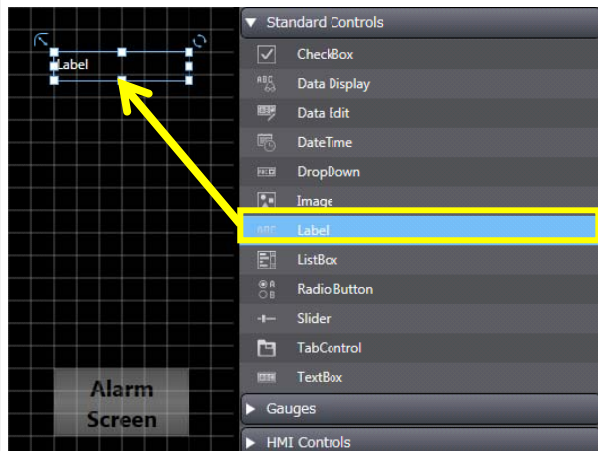 Label
Alarm
Screen
Standard Controls
CheckBox
Data Display
Data Edit
DateTime
DropDown
Image
ABC Label
ListBox
A
B
RadioButton
Slider
TabControl
TextBox
Gauges
HMI Controls